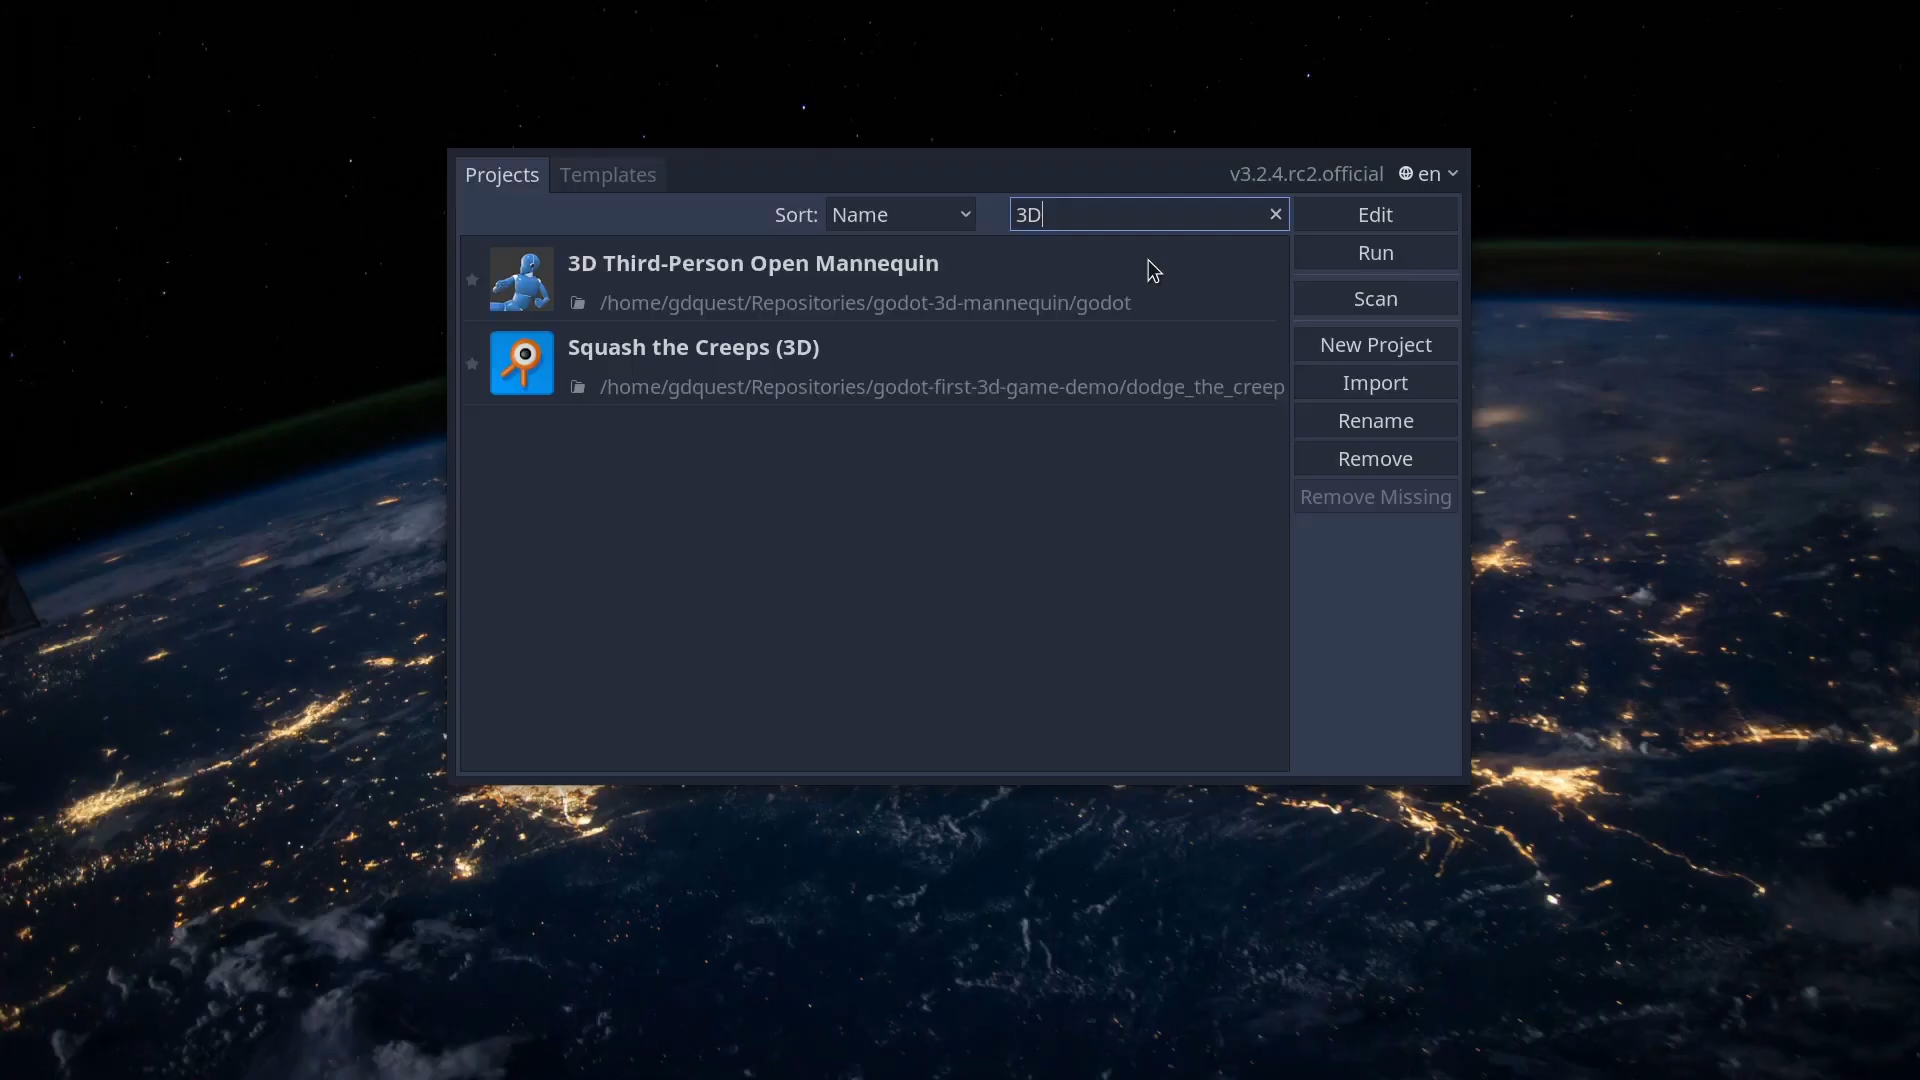 Projects
Templates
v3.2.4.rc2.official
en
Sort:
Name
3D
3D Third-Person Open Mannequin
/home/gdquest/Repositories/godot-3d-mannequin/godot
Squash the Creeps (3D)
/home/gdquest/Repositories/godot-first-3d-game-demo/dodge_the_creep
Edit
Run
Scan
New Project
Import
Rename
Remove
Remove Missing